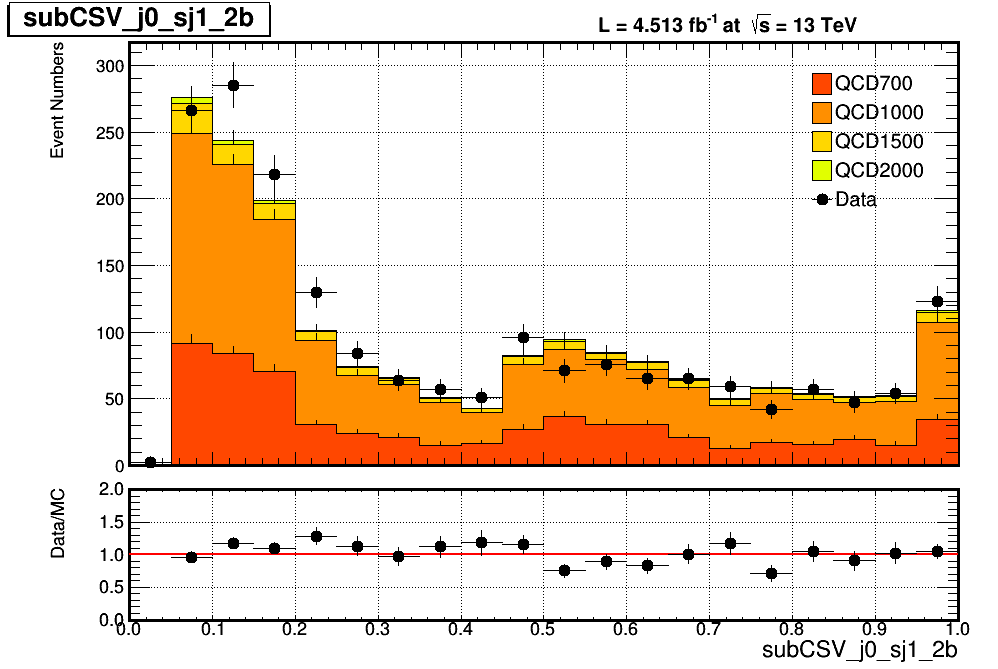 subCSV_j0_sj1_2b
L = 4.513 fb-1 at √s = 13 TeV
Event Numbers
300
250
200
150
100
50
0
QCD700
QCD1000
QCD1500
QCD2000
Data
Data/MC
2.0
1.5
1.0
0.5
0.0
0.0 0.1 0.2 0.3 0.4 0.5 0.6 0.7 0.8 0.9 1.0
subCSV_j0_sj1_2b